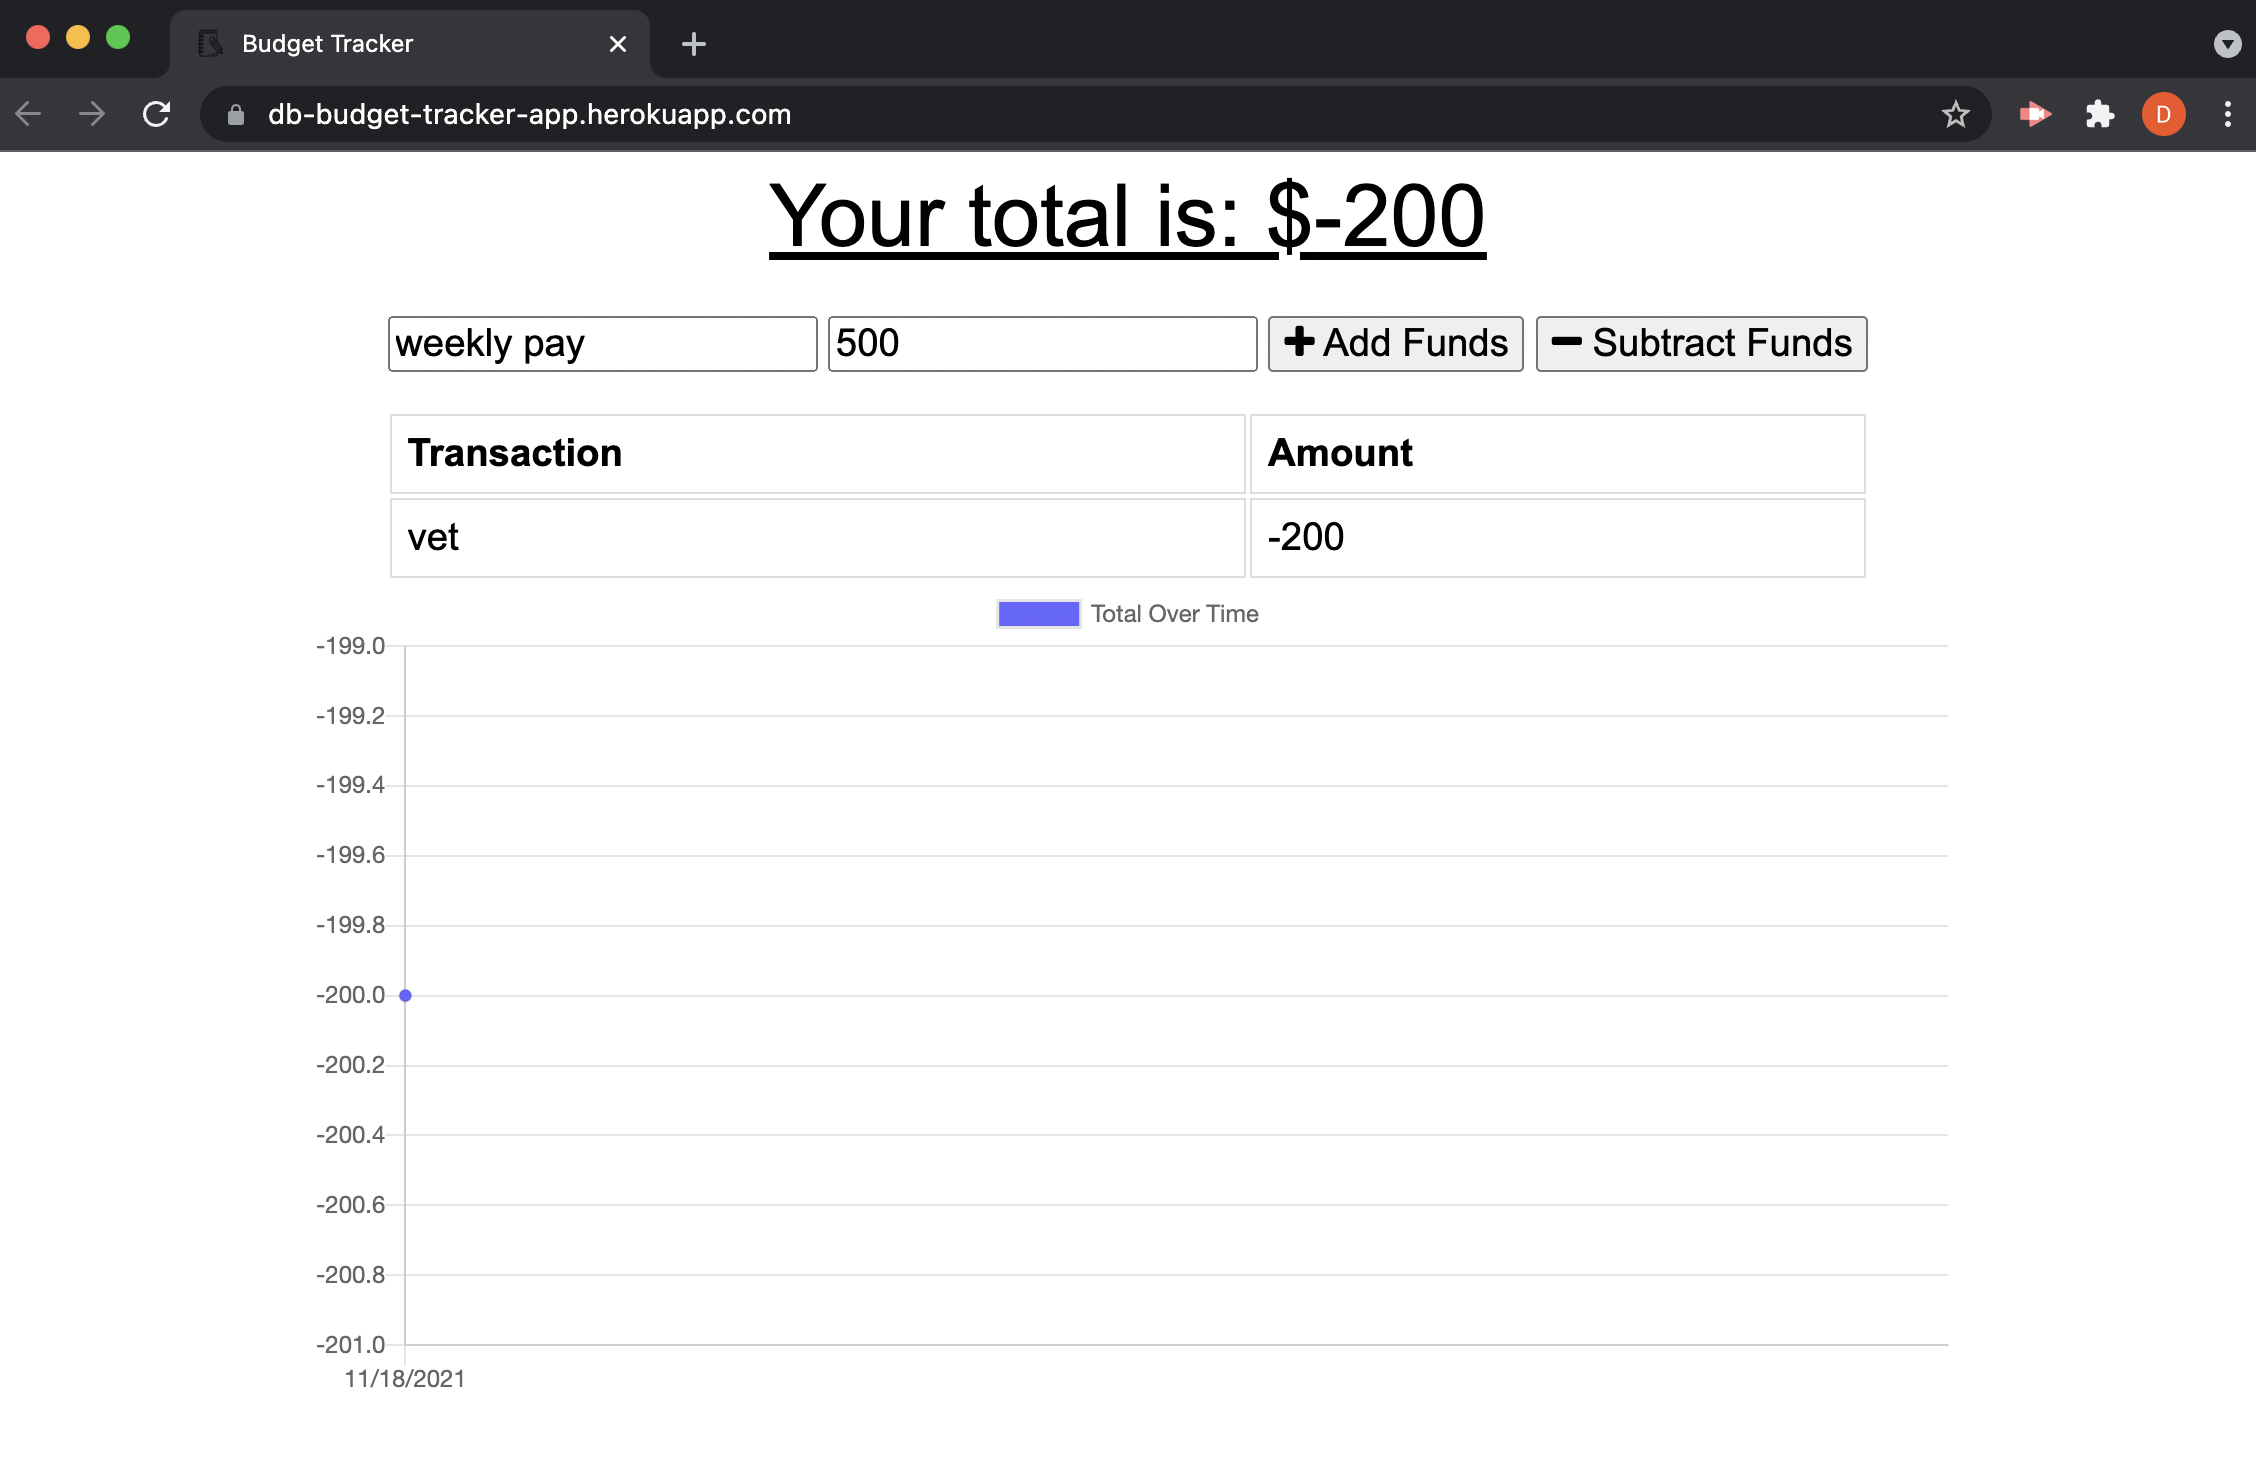 Budget Tracker
db-budget-tracker-app.herokuapp.com
D
Your total is: $-200
weekly pay 500 Add Funds Subtract Funds
Transaction Amount
vet -200
Total Over Time
-199.0
-199.2
-199.4
-199.6
-199.8
-200.0
-200.2
-200.4
-200.6
-200.8
-201.0
11/18/2021